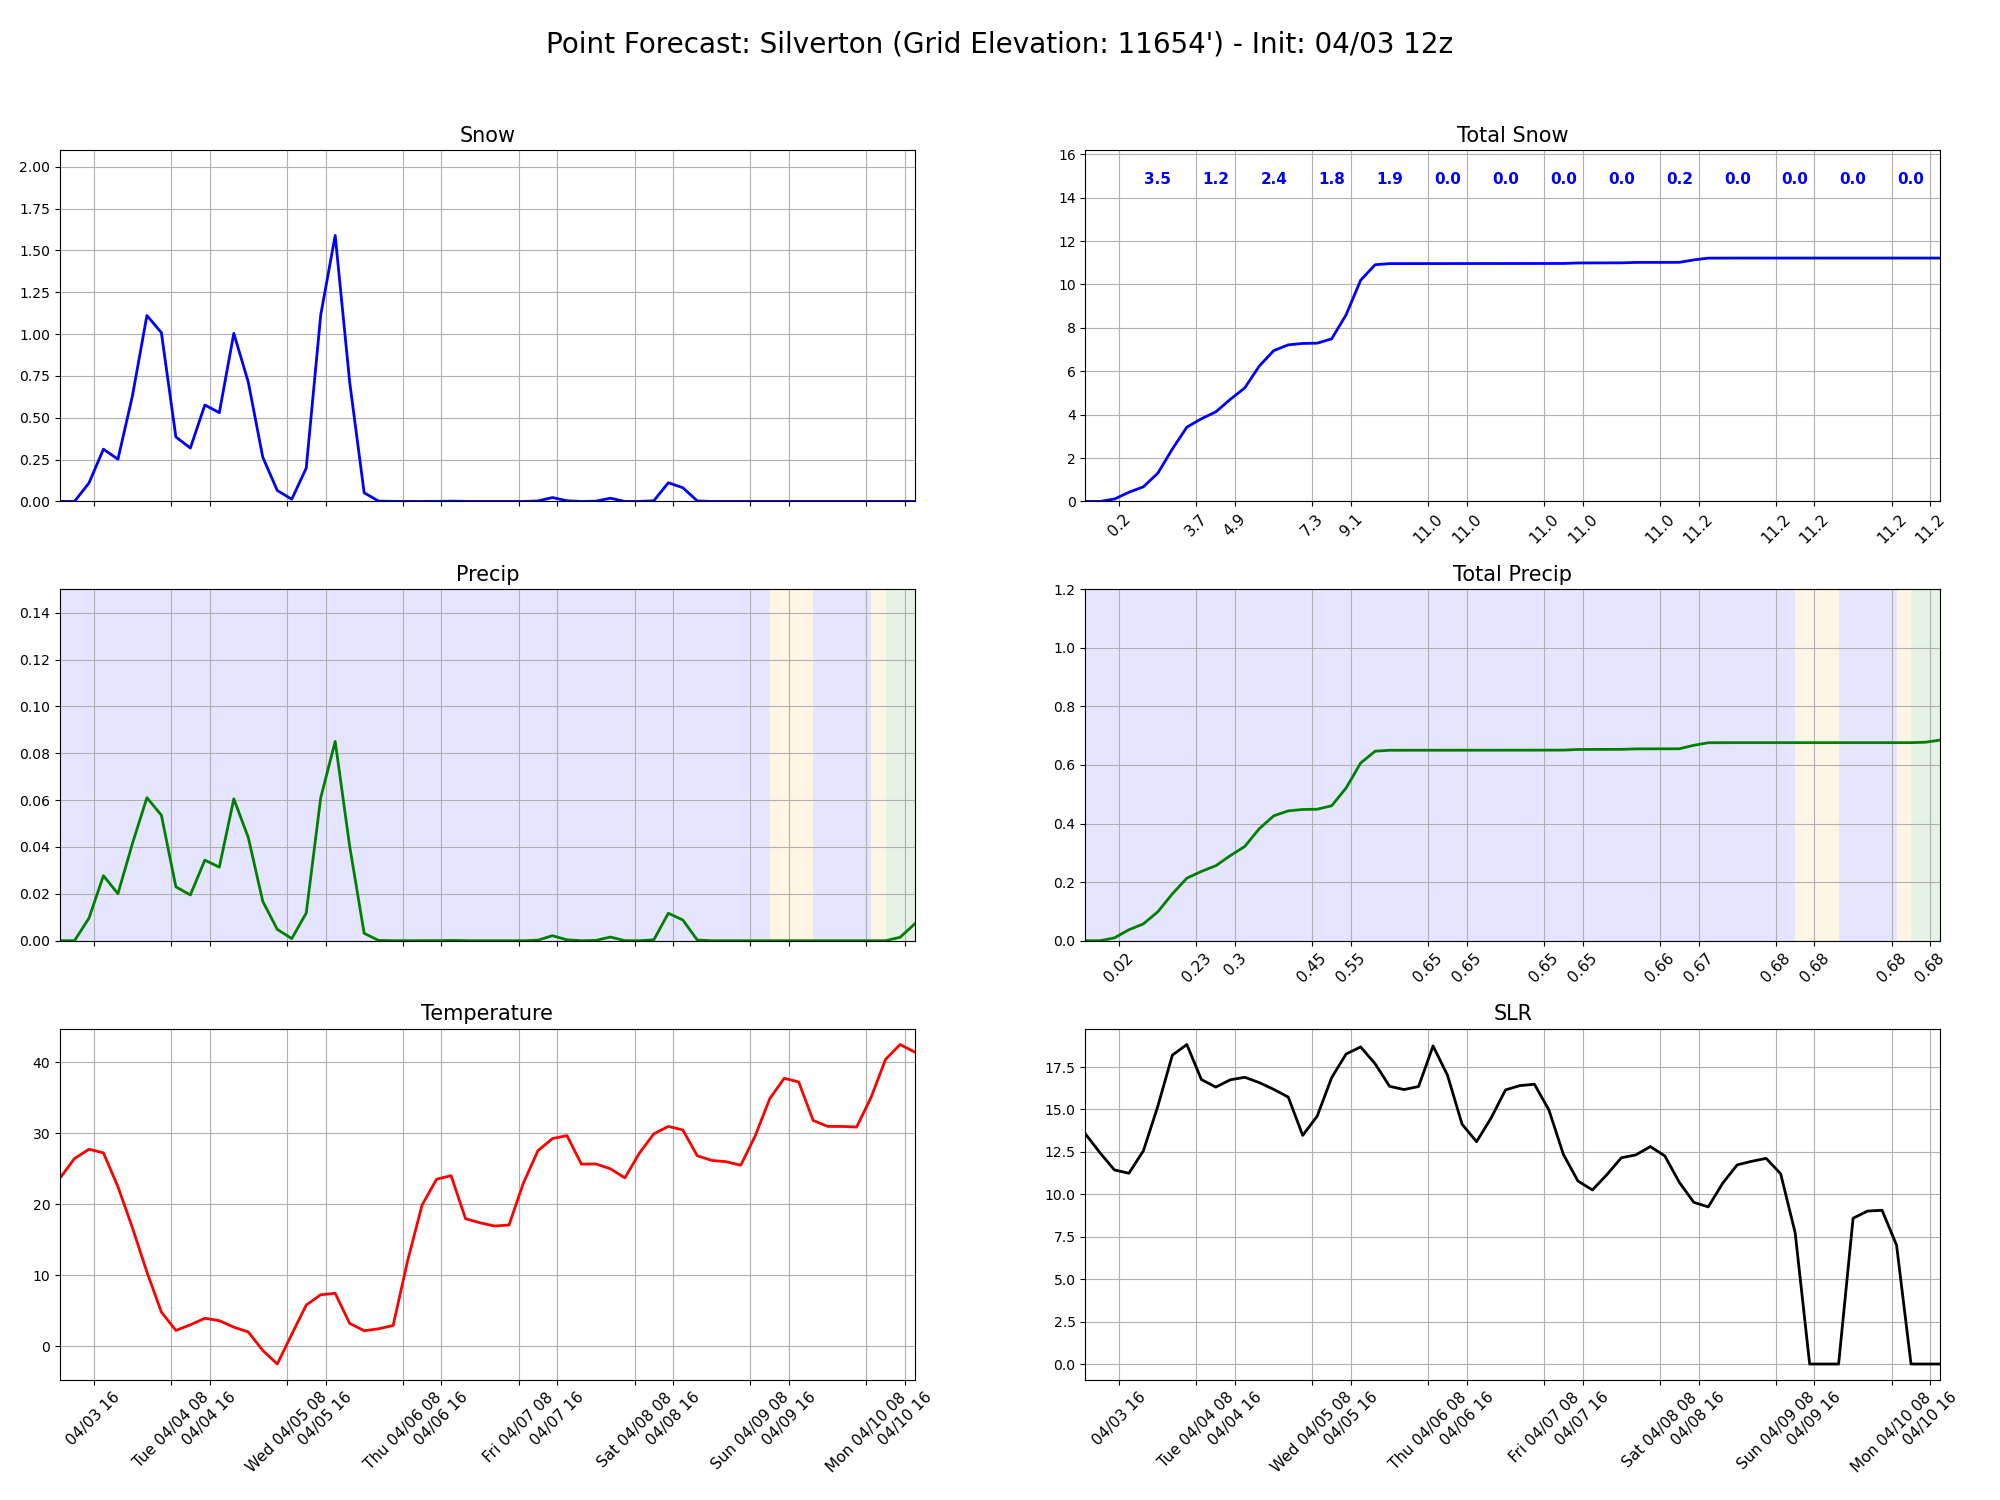 Point Forecast: Silverton (Grid Elevation: 11654') - Init: 04/03 12z
Snow
2.00
1.75
1.50
1.25
1.00
0.75
0.50
0.25
0.00
Total Snow
16
14
12
10
8
6
4
2
0
3.5 1.2 2.4 1.8 1.9 0.0 0.0 0.0 0.0 0.2 0.0 0.0 0.0 0.0
0.2 3.7 4.9 7.3 9.1 11.0 11.0 11.0 11.0 11.0 11.2 11.2 11.2 11.2 11.2
Precip
0.14
0.12
0.10
0.08
0.06
0.04
0.02
0.00
Total Precip
1.2
1.0
0.8
0.6
0.4
0.2
0.0
0.02 0.23 0.3 0.45 0.55 0.65 0.65 0.65 0.65 0.66 0.67 0.68 0.68 0.68 0.68
Temperature
40
30
20
10
0
04/03 16
Tue 04/04 08
04/04 16
Wed 04/05 08
04/05 16
Thu 04/06 08
04/06 16
Fri 04/07 08
04/07 16
Sat 04/08 08
04/08 16
Sun 04/09 08
04/09 16
Mon 04/10 08
04/10 16
SLR
17.5
15.0
12.5
10.0
7.5
5.0
2.5
0.0
04/03 16
Tue 04/04 08
04/04 16
Wed 04/05 08
04/05 16
Thu 04/06 08
04/06 16
Fri 04/07 08
04/07 16
Sat 04/08 08
04/08 16
Sun 04/09 08
04/09 16
Mon 04/10 08
04/10 16